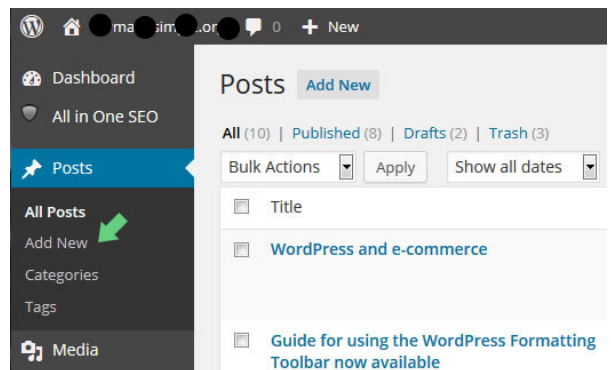 0 New
Dashboard
All in One SEO
Posts
All Posts
Add New
Categories
Tags
Media
Posts Add New
All (10) | Published (8) | Drafts (2) | Trash (3)
Bulk Actions Apply Show all dates
Title
WordPress and e-commerce
Guide for using the WordPress Formatting
Toolbar now available